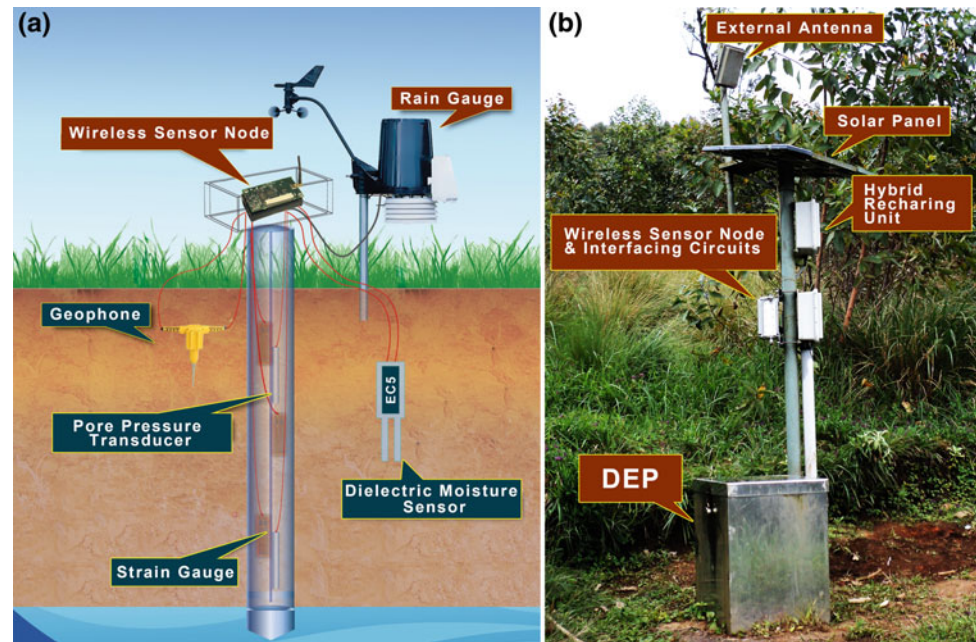 (a)
Wireless Sensor Node
Rain Gauge
Geophone
EC5
Pore Pressure
Transducer
Dielectric Moisture
Sensor
Strain Gauge
(b)
External Antenna
Solar Panel
Hybrid
Recharing
Unit
Wireless Sensor Node
& Interfacing Circuits
DEP